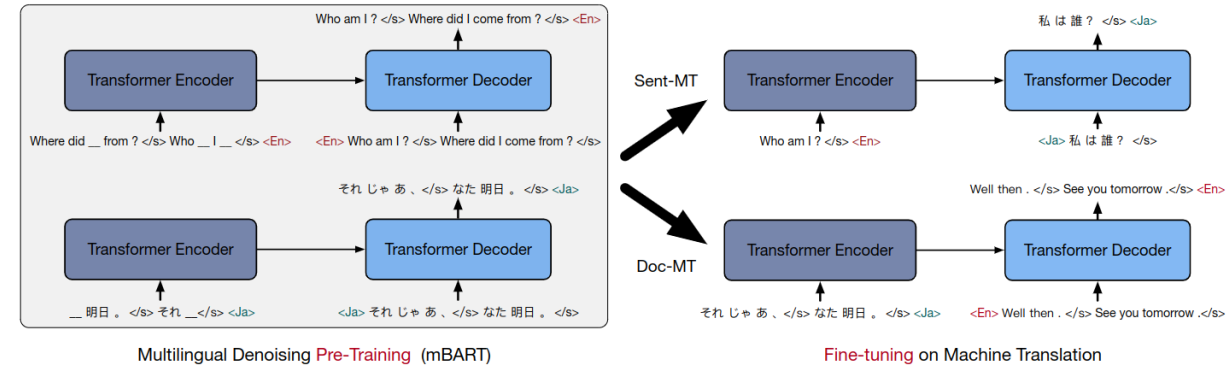 Who am I ? </s> Where did I come from ? </s> <En>
Transformer Encoder
Transformer Decoder
Where did __ from ? </s> Who __ I __ </s> <En>
<En> Who am I ? </s> Where did I come from ? </s>
それ じゃ あ 、</s> なた 明日 。 </s> <Ja>
Transformer Encoder
Transformer Decoder
__ 明日 。 </s> それ __</s> <Ja>
<Ja> それ じゃ あ 、</s> なた 明日 。 </s>
Multilingual Denoising Pre-Training (mBART)
Sent-MT
Doc-MT
私 は 誰 ? </s> <Ja>
Transformer Encoder
Transformer Decoder
Who am I ? </s> <En>
<Ja> 私 は 誰 ? </s>
Well then . </s> See you tomorrow .</s> <En>
Transformer Encoder
Transformer Decoder
それ じゃ あ 、</s> なた 明日 。 </s> <Ja>
<En> Well then . </s> See you tomorrow .</s>
Fine-tuning on Machine Translation